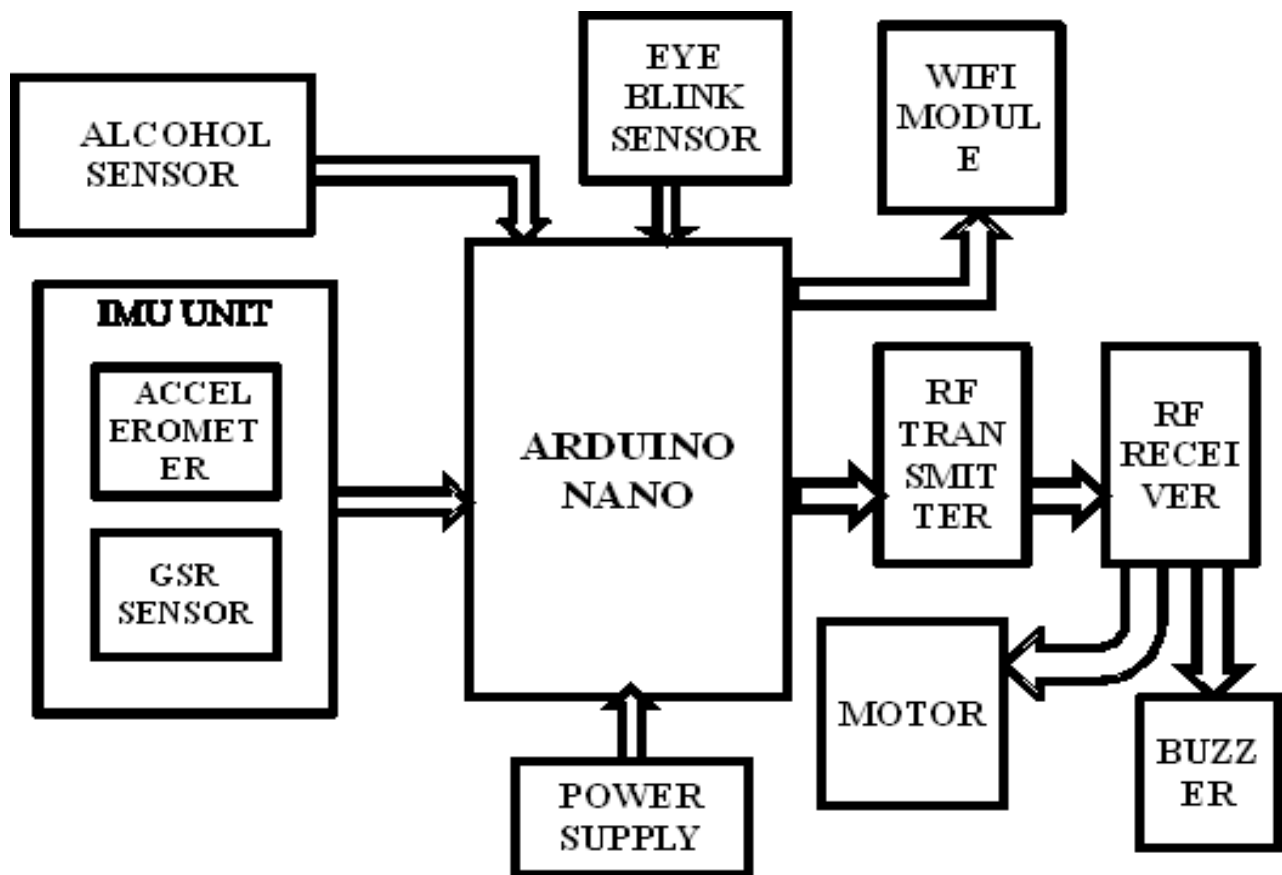 ALCOHOL
SENSOR
EYE
BLINK
SENSOR
WIFI
MODUL
E
IMU UNIT
ACCEL
EROMET
ER
GSR
SENSOR
ARDUINO
NANO
RF
TRAN
SMIT
TER
RF
RECEI
VER
MOTOR
BUZZ
ER
POWER
SUPPLY